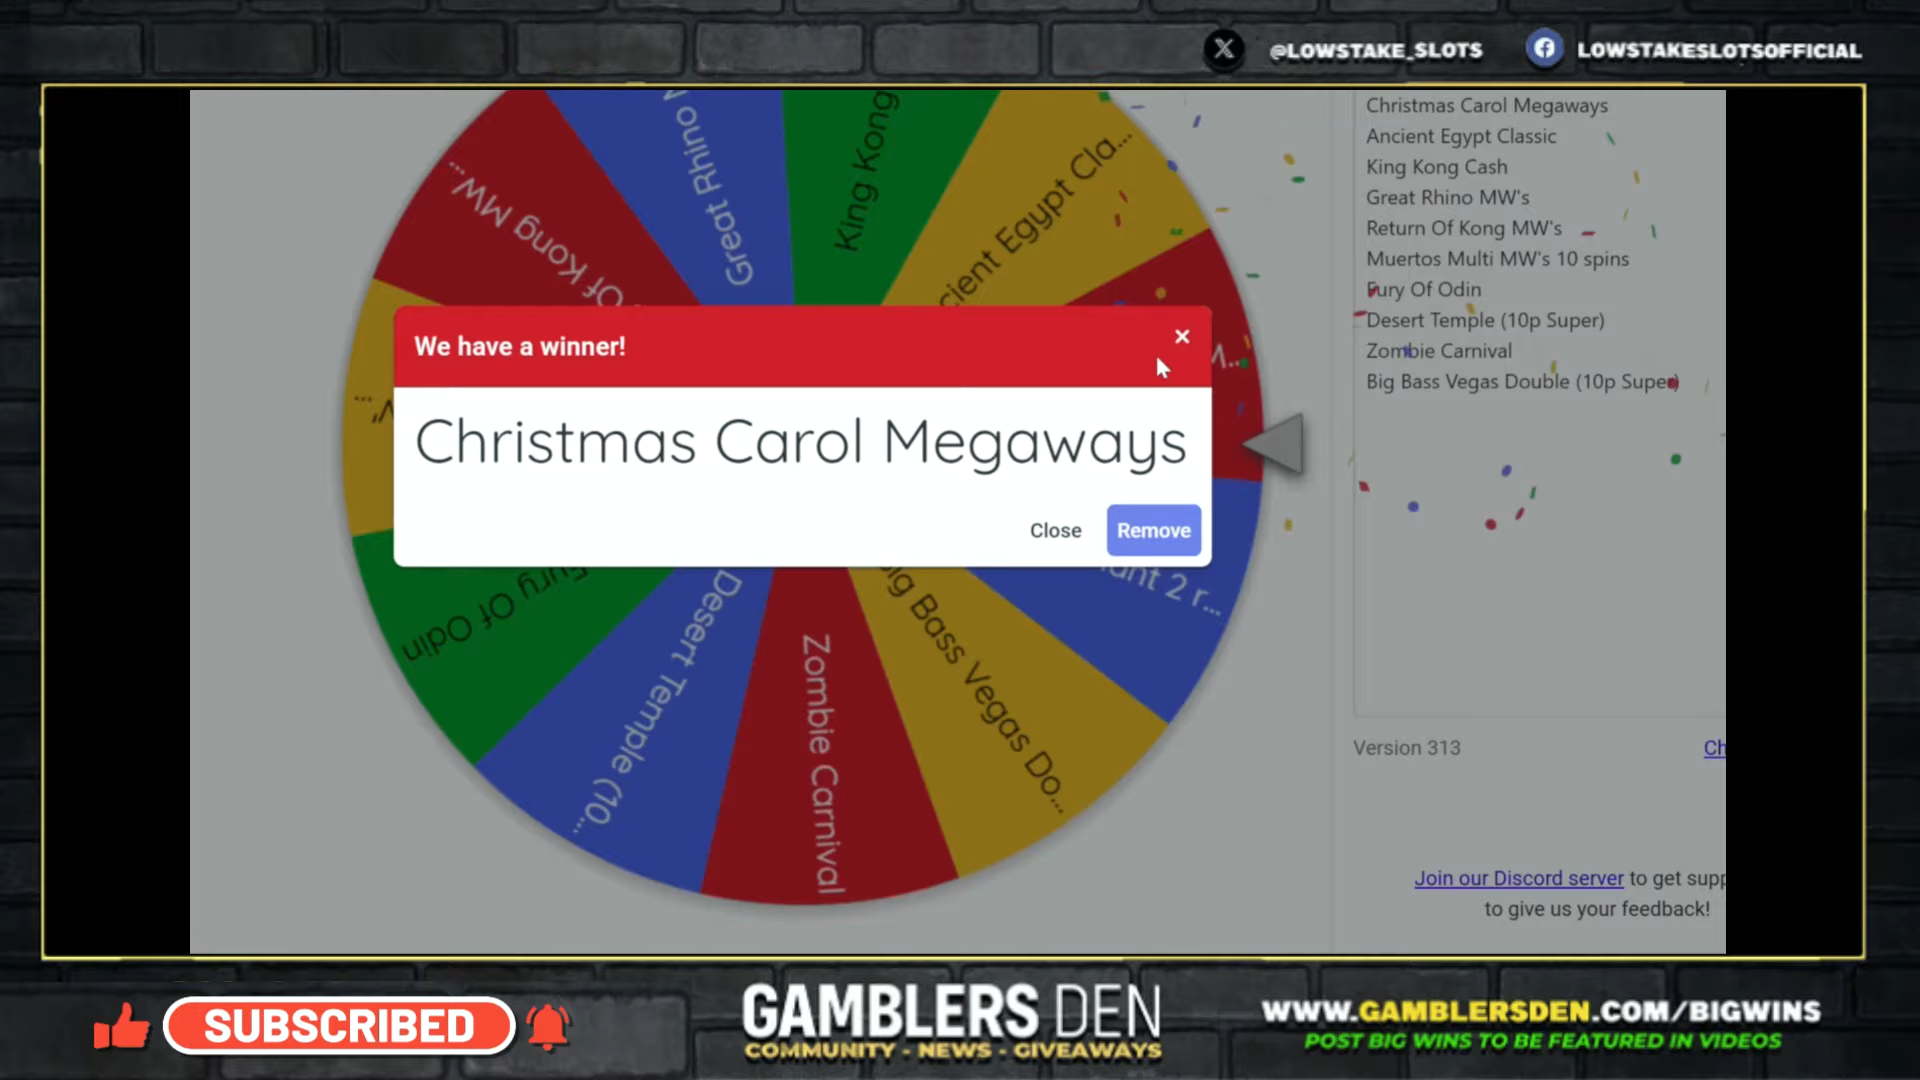 @LOWSTAKE_SLOTS
LOWSTAKESLOTSOFFICIAL
Christmas Carol Megaways
Ancient Egypt Classic
King Kong Cash
Great Rhino MW's
Return Of Kong MW's
Muertos Multi MW's 10 spins
Fury Of Odin
Desert Temple (10p Super)
Zombie Carnival
Big Bass Vegas Double (10p Super)
Of Kong MW...
Great Rhino
King Kong
cient Egypt Cla...
We have a winner!
Christmas Carol Megaways
Close
Remove
Fury Of Odin
Desert Temple (10...
Zombie Carnival
ig Bass Vegas Do...
unt 2 r...
Version 313
Ch
Join our Discord server to get supp
to give us your feedback!
SUBSCRIBED
GAMBLERS DEN
COMMUNITY - NEWS - GIVEAWAYS
WWW.GAMBLERSDEN.COM/BIGWINS
POST BIG WINS TO BE FEATURED IN VIDEOS